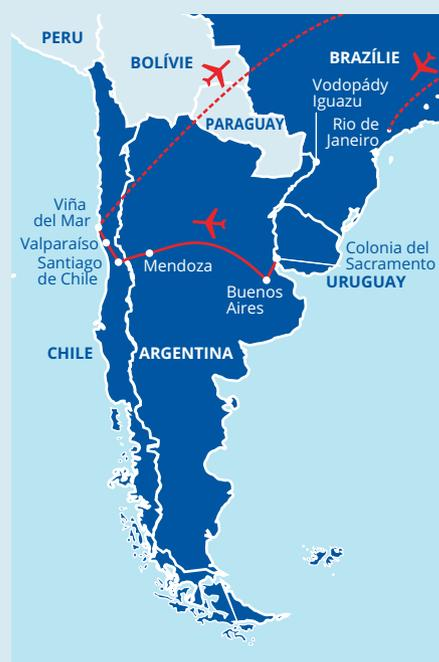 PERU
BOLÍVIE
BRAZÍLIE
Vodopády
Iguazu
PARAGUAY
Rio de
Janeiro
Viña
del Mar
Valparaíso
Santiago
de Chile
Mendoza
Colonia del
Sacramento
URUGUAY
Buenos
Aires
CHILE
ARGENTINA